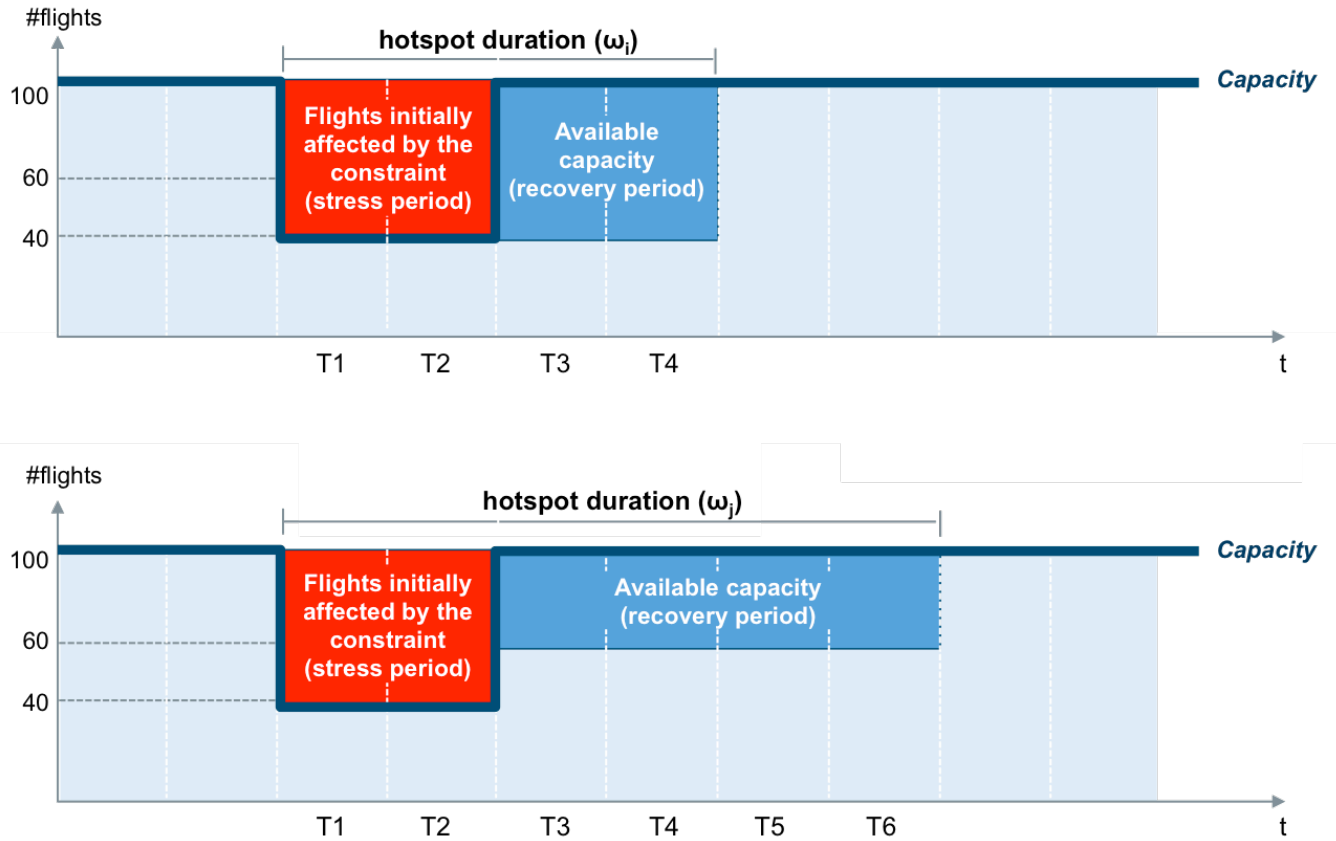 #flights
hotspot duration (ωi)
Capacity
100
Flights initially
affected by the
constraint
(stress period)
Available
capacity
(recovery period)
60
40
T1 T2 T3 T4 t
#flights
hotspot duration (ωj)
Capacity
100
Flights initially
affected by the
constraint
(stress period)
Available capacity
(recovery period)
60
40
T1 T2 T3 T4 T5 T6 t